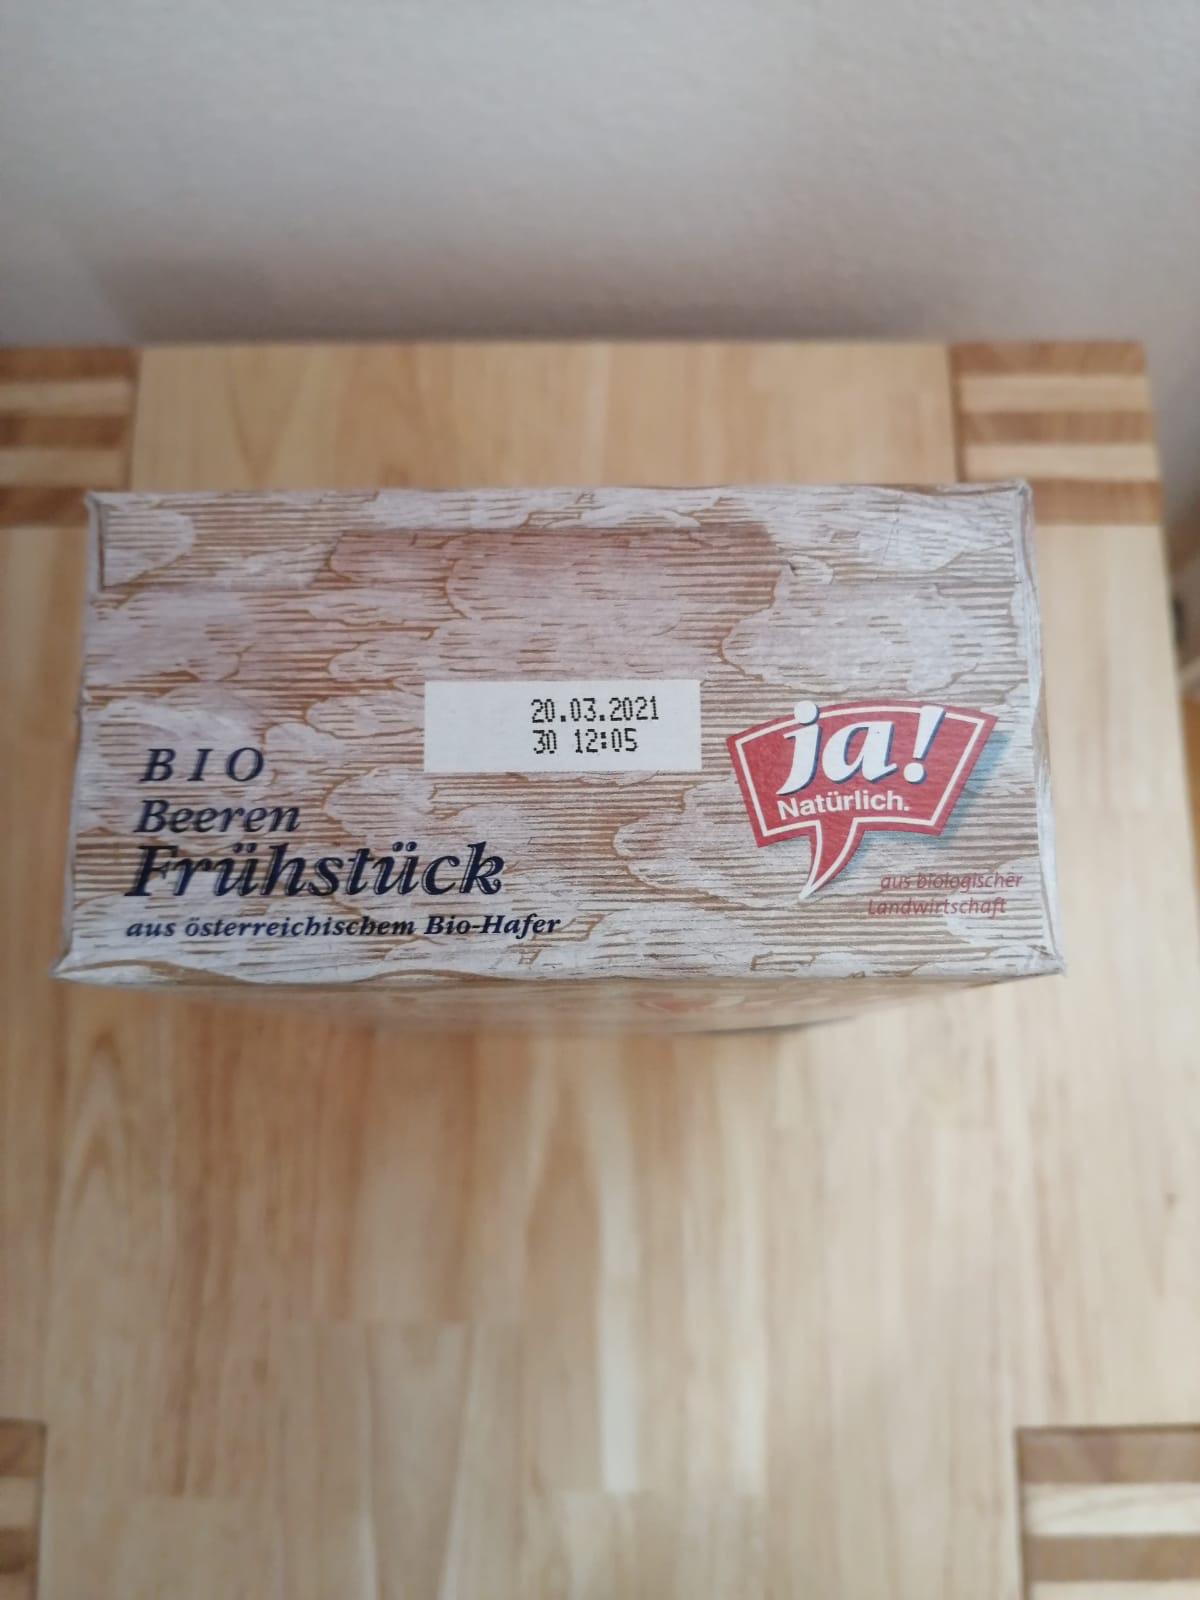 20.03.2021
30 12:05
BIO
Beeren
Frühstück
aus österreichischem Bio-Hafer
ja!
Natürlich.
aus biologischer
Landwirtschaft